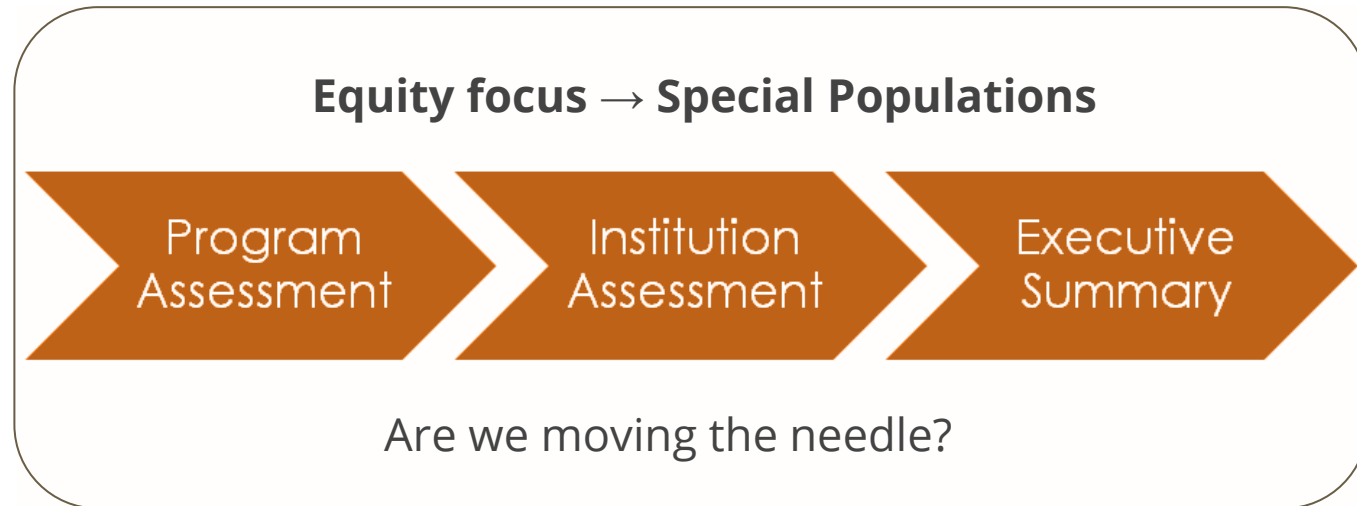 Equity focus → Special Populations
Program
Assessment
Institution
Assessment
Executive
Summary
Are we moving the needle?